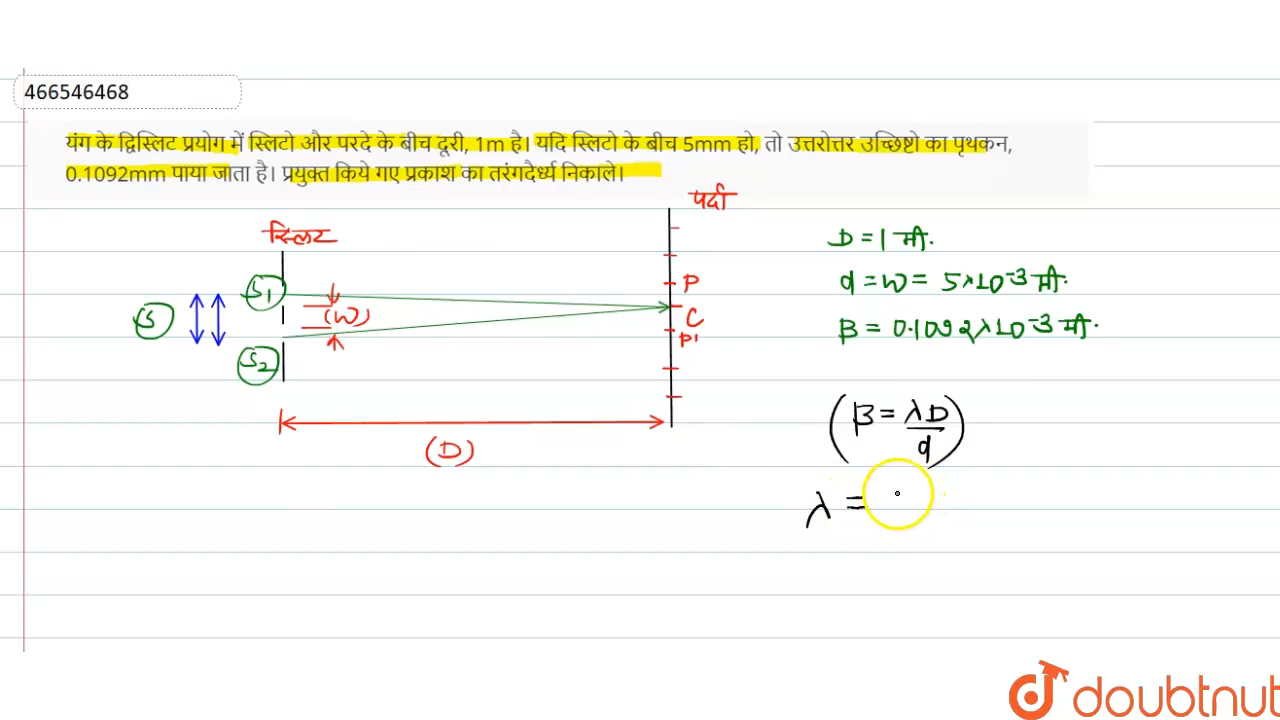 466546468
यंग के द्विस्लिट प्रयोग में स्लिटो और परदे के बीच दूरी, 1m है। यदि स्लिटो के बीच 5mm हो, तो उत्तरोत्तर उच्छिष्टो का पृथकन,
0.1092mm पाया जाता है। प्रयुक्त किये गए प्रकाश का तरंगदैर्ध्य निकाले।
पर्दा
स्लिट
D = 1 मी.
S1
P
d = W = 5×10⁻³ मी.
S
(W)
C
β = 0.1092×10⁻³ मी.
P'
S2
(β = λD/d)
(D)
λ =
doubtnut